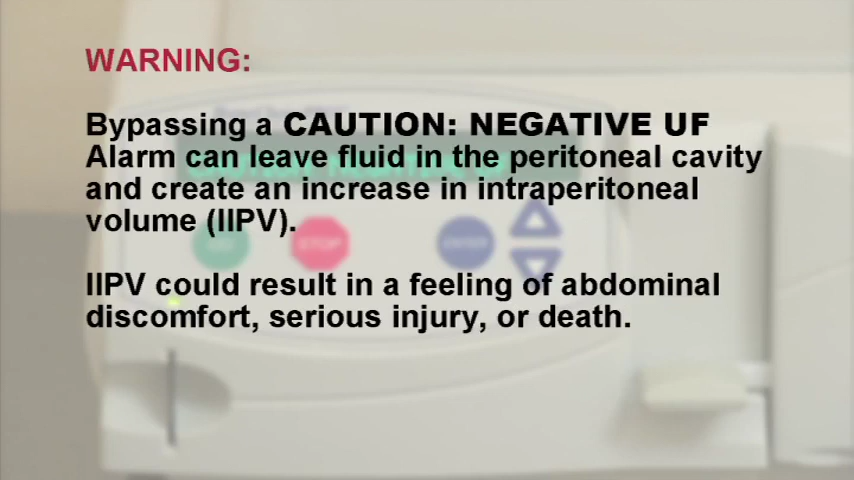 WARNING:
Bypassing a CAUTION: NEGATIVE UF
Alarm can leave fluid in the peritoneal cavity
and create an increase in intraperitoneal
volume (IIPV).
STOP
IIPV could result in a feeling of abdominal
discomfort, serious injury, or death.